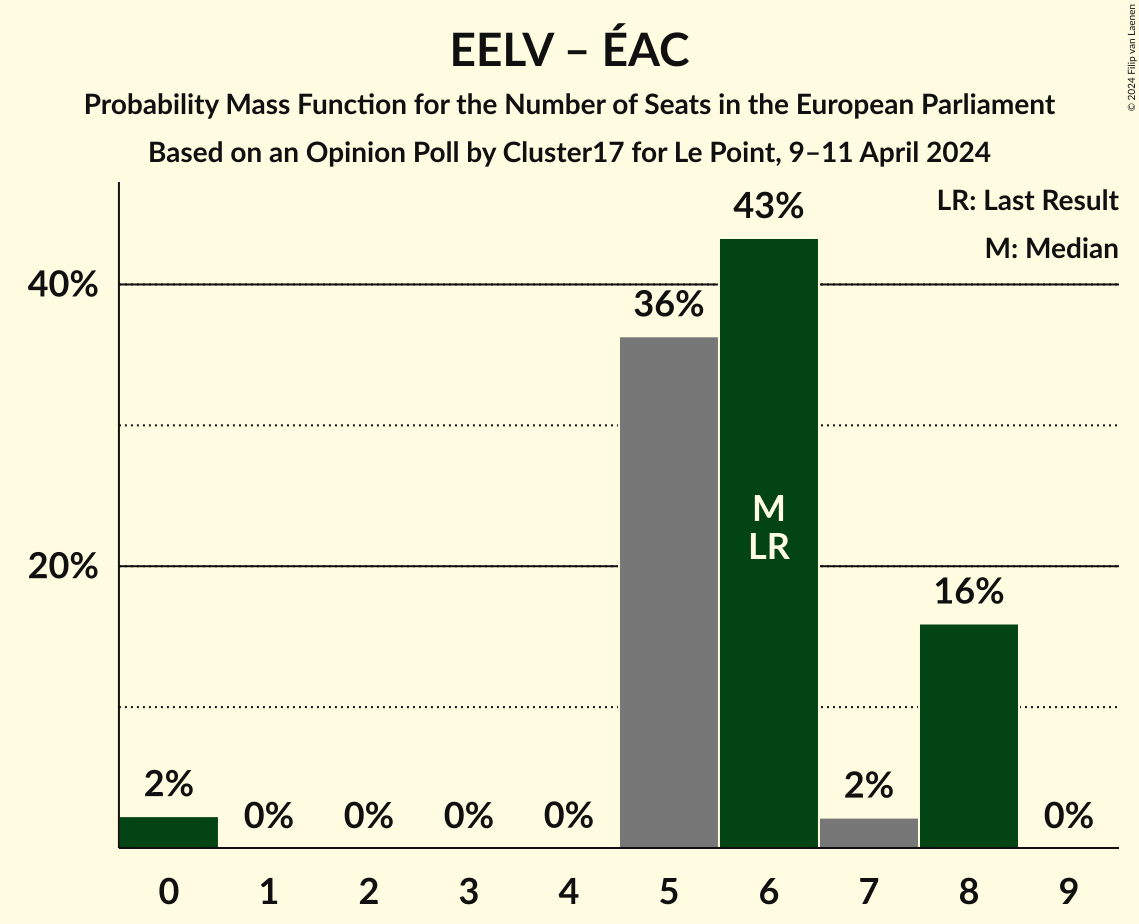 EELV – ÉAC
Probability Mass Function for the Number of Seats in the European Parliament
Based on an Opinion Poll by Cluster17 for Le Point, 9–11 April 2024
© 2024 Filip van Laenen
LR: Last Result
M: Median
43%
40%
36%
M
LR
20%
16%
2%
0%
0%
0%
0%
2%
0%
0 1 2 3 4 5 6 7 8 9